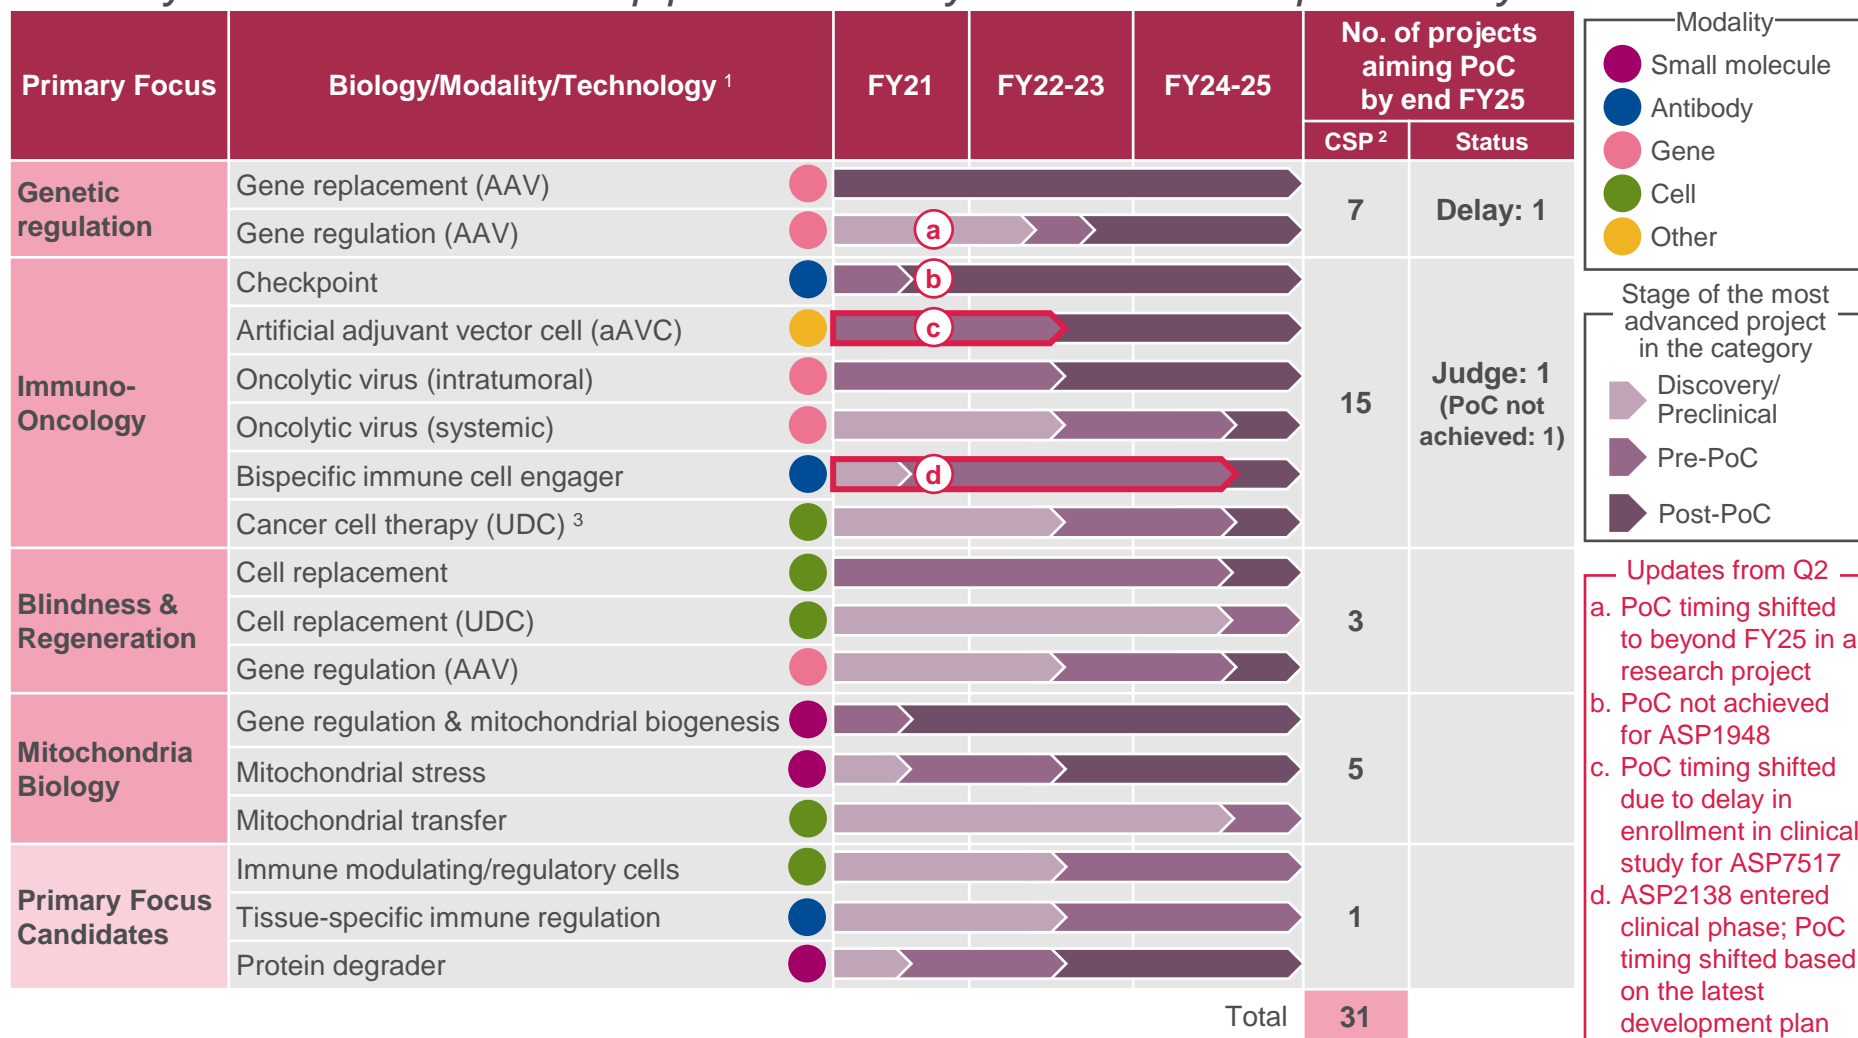 Primary Focus
Biology/Modality/Technology 1
FY21
FY22-23
FY24-25
No. of projects
aiming PoC
by end FY25
CSP 2
Status
Genetic
regulation
Gene replacement (AAV)
Gene regulation (AAV)
a
7
Delay: 1
Immuno-
Oncology
Checkpoint
b
Artificial adjuvant vector cell (aAVC)
c
Oncolytic virus (intratumoral)
Oncolytic virus (systemic)
Bispecific immune cell engager
d
Cancer cell therapy (UDC) 3
15
Judge: 1
(PoC not
achieved: 1)
Blindness &
Regeneration
Cell replacement
Cell replacement (UDC)
Gene regulation (AAV)
3
Mitochondria
Biology
Gene regulation & mitochondrial biogenesis
Mitochondrial stress
Mitochondrial transfer
5
Primary Focus
Candidates
Immune modulating/regulatory cells
Tissue-specific immune regulation
Protein degrader
1
Total
31
Modality
Small molecule
Antibody
Gene
Cell
Other
Stage of the most
advanced project
in the category
Discovery/
Preclinical
Pre-PoC
Post-PoC
Updates from Q2
a. PoC timing shifted
to beyond FY25 in a
research project
b. PoC not achieved
for ASP1948
c. PoC timing shifted
due to delay in
enrollment in clinical
study for ASP7517
d. ASP2138 entered
clinical phase; PoC
timing shifted based
on the latest
development plan